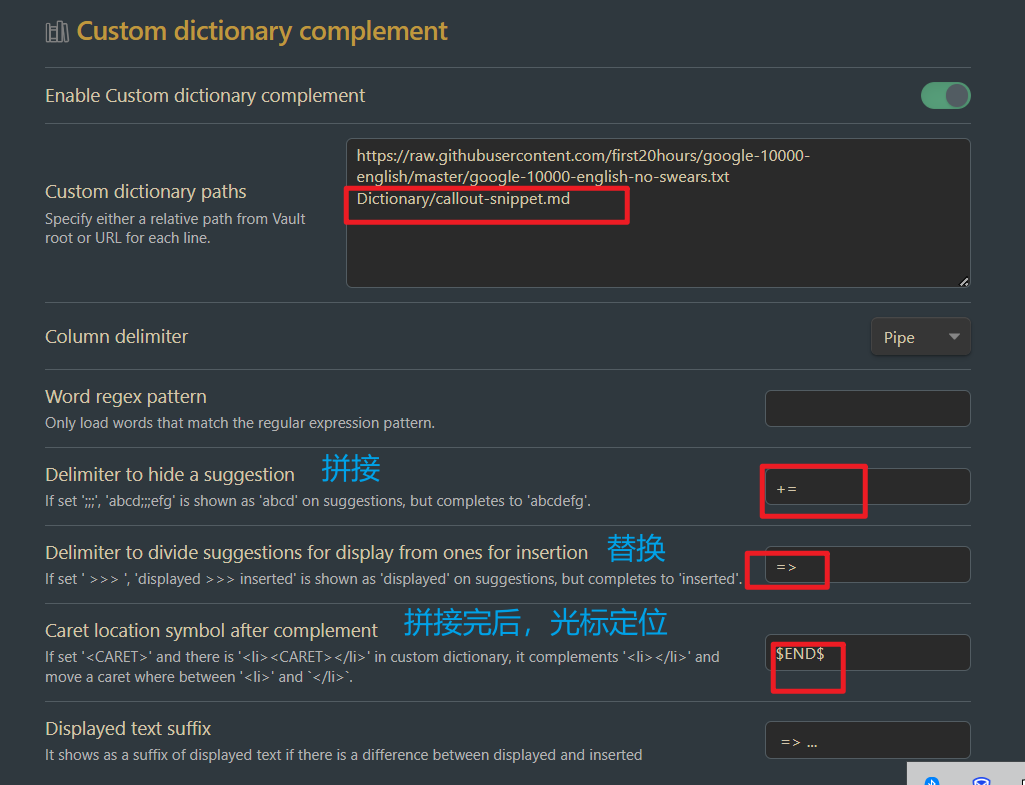 Custom dictionary complement
Enable Custom dictionary complement
https://raw.githubusercontent.com/first20hours/google-10000-
english/master/google-10000-english-no-swears.txt
Dictionary/callout-snippet.md
Custom dictionary paths
Specify either a relative path from Vault
root or URL for each line.
Column delimiter
Pipe
Word regex pattern
Only load words that match the regular expression pattern.
Delimiter to hide a suggestion 拼接
If set ';;;', 'abcd;;;efg' is shown as 'abcd' on suggestions, but completes to 'abcdefg'.
+=
Delimiter to divide suggestions for display from ones for insertion 替换
If set ' >>> ', 'displayed >>> inserted' is shown as 'displayed' on suggestions, but completes to 'inserted'.
=>
Caret location symbol after complement 拼接完后，光标定位
If set '<CARET>' and there is '<li><CARET></li>' in custom dictionary, it complements '<li></li>' and
move a caret where between '<li>' and `</li>`.
$END$
Displayed text suffix
It shows as a suffix of displayed text if there is a difference between displayed and inserted
=> ...